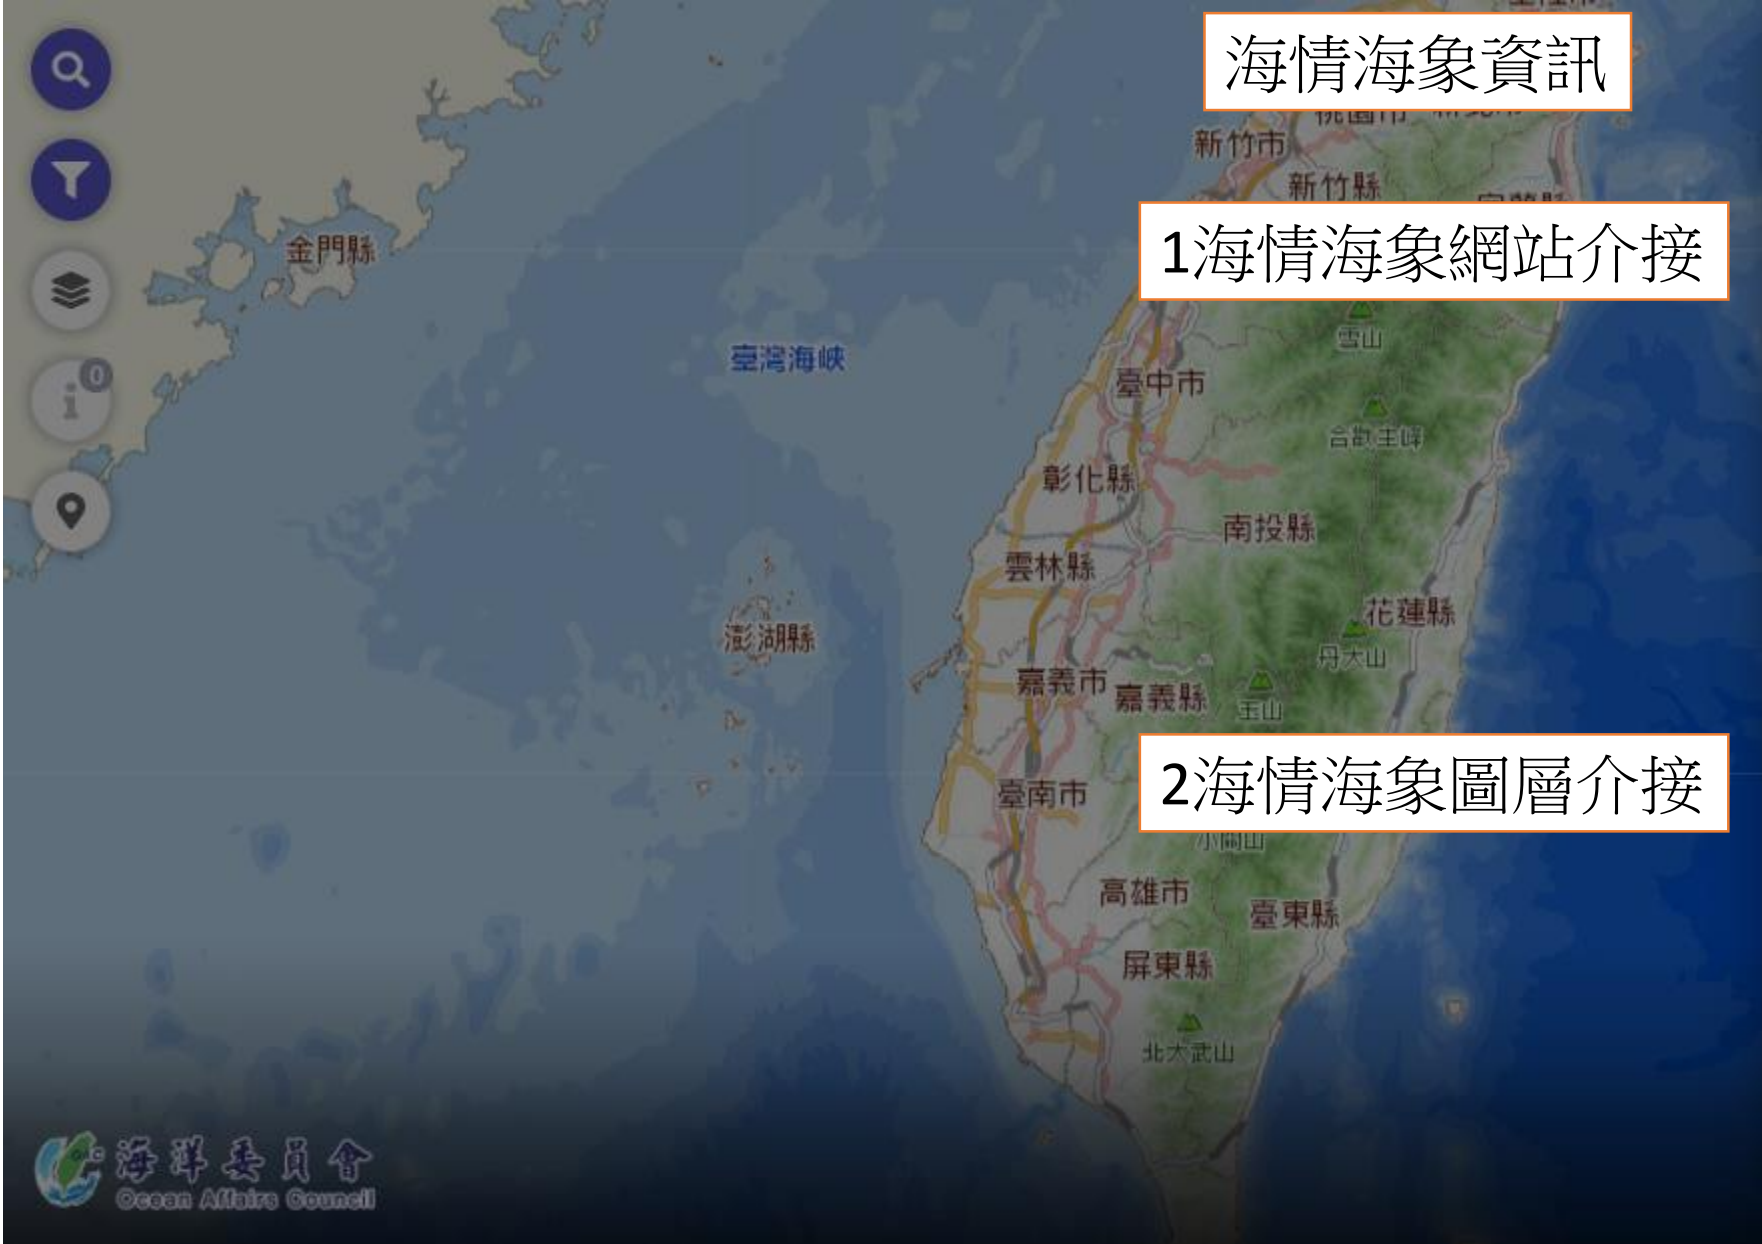 海情海象資訊
新竹市
新竹縣
金門縣
1海情海象網站介接
雪山
臺灣海峽
0
臺中市
合歡主峰
彰化縣
南投縣
雲林縣
花蓮縣
澎湖縣
丹大山
嘉義市
嘉義縣
玉山
2海情海象圖層介接
臺南市
小關山
高雄市
臺東縣
屏東縣
北大武山
海洋委員會
Ocean Affairs Council